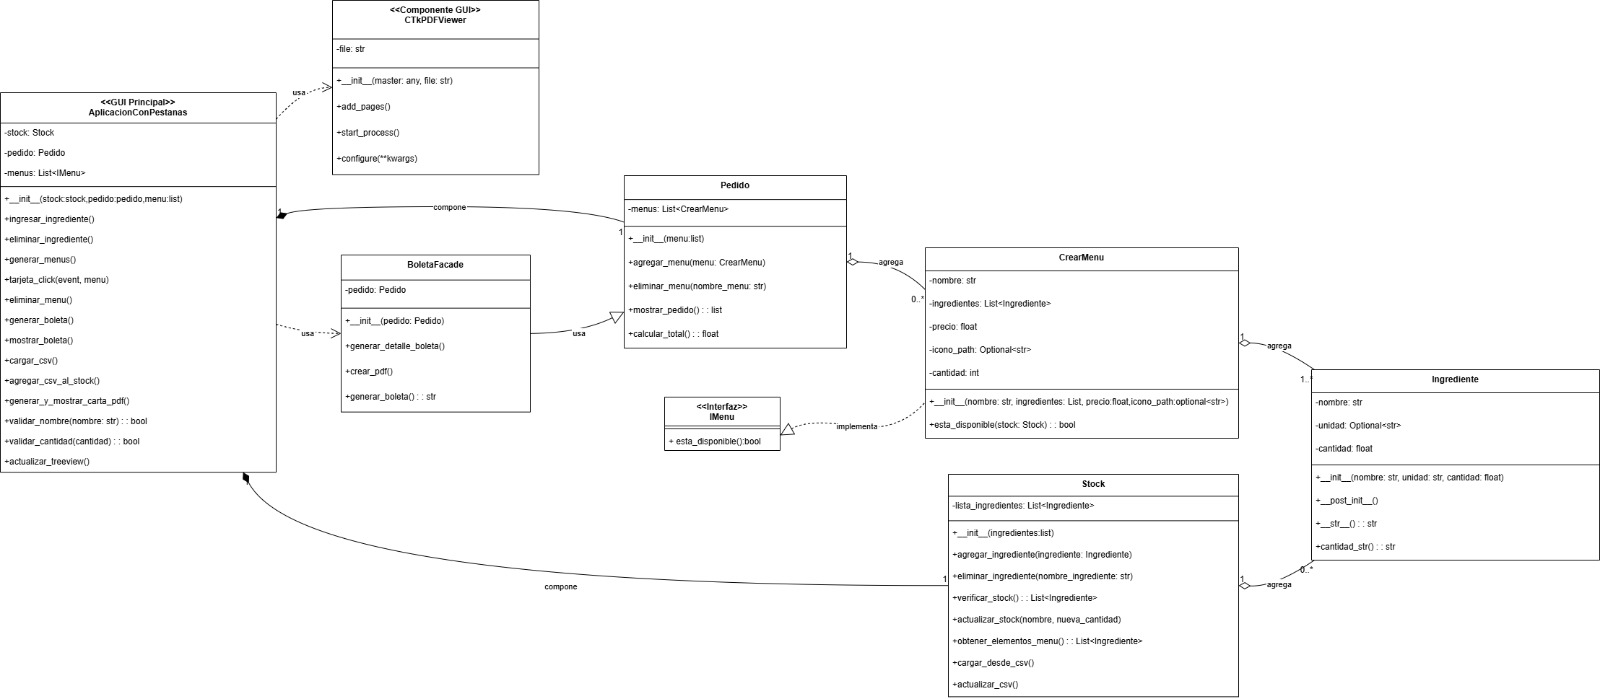 <<Componente GUI>>
CTkPDFViewer
-file: str
+__init__(master: any, file: str)
+add_pages()
+start_process()
+configure(**kwargs)
usa
<<GUI Principal>>
AplicacionConPestanas
-stock: Stock
-pedido: Pedido
-menus: List<IMenu>
+__init__(stock:stock,pedido:pedido,menu:list)
+ingresar_ingrediente()
+eliminar_ingrediente()
+generar_menus()
+tarjeta_click(event, menu)
+eliminar_menu()
+generar_boleta()
+mostrar_boleta()
+cargar_csv()
+agregar_csv_al_stock()
+generar_y_mostrar_carta_pdf()
+validar_nombre(nombre: str) : : bool
+validar_cantidad(cantidad) : : bool
+actualizar_treeview()
1
compone
1
usa
BoletaFacade
-pedido: Pedido
+__init__(pedido: Pedido)
+generar_detalle_boleta()
+crear_pdf()
+generar_boleta() : : str
usa
Pedido
-menus: List<CrearMenu>
+__init__(menu:list)
+agregar_menu(menu: CrearMenu)
+eliminar_menu(nombre_menu: str)
+mostrar_pedido() : : list
+calcular_total() : : float
1
agrega
0..*
CrearMenu
-nombre: str
-ingredientes: List<Ingrediente>
-precio: float
-icono_path: Optional<str>
-cantidad: int
+__init__(nombre: str, ingredientes: List, precio:float,icono_path:optional<str>)
+esta_disponible(stock: Stock) : : bool
<<Interfaz>>
IMenu
+ esta_disponible():bool
implementa
1
agrega
1..*
Ingrediente
-nombre: str
-unidad: Optional<str>
-cantidad: float
+__init__(nombre: str, unidad: str, cantidad: float)
+__post_init__()
+__str__() : : str
+cantidad_str() : : str
1
compone
1
Stock
-lista_ingredientes: List<Ingrediente>
+__init__(ingredientes:list)
+agregar_ingrediente(ingrediente: Ingrediente)
+eliminar_ingrediente(nombre_ingrediente: str)
+verificar_stock() : : List<Ingrediente>
+actualizar_stock(nombre, nueva_cantidad)
+obtener_elementos_menu() : : List<Ingrediente>
+cargar_desde_csv()
+actualizar_csv()
1
agrega
0..*